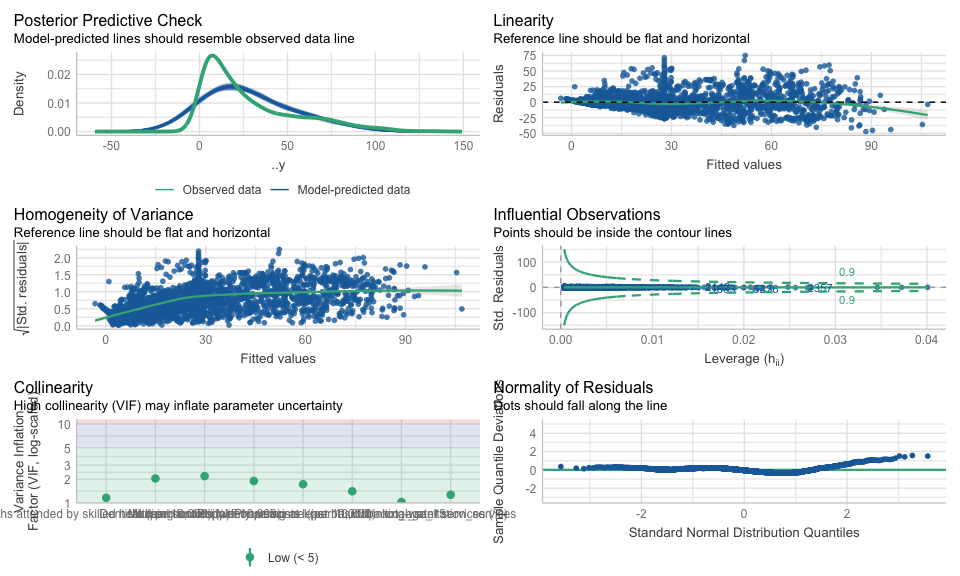 Posterior Predictive Check
Model-predicted lines should resemble observed data line
Density
0.02
0.01
0.00
-50
0
50
100
150
..y
Observed data
Model-predicted data
Linearity
Reference line should be flat and horizontal
Residuals
75
50
25
0
-25
-50
0
30
60
90
Fitted values
Homogeneity of Variance
Reference line should be flat and horizontal
√|Std. residuals|
2.0
1.5
1.0
0.5
0.0
0
30
60
90
Fitted values
Influential Observations
Points should be inside the contour lines
Std. Residuals
100
0
-100
0.9
0.9
0.00
0.01
0.02
0.03
0.04
Leverage (hii)
Collinearity
High collinearity (VIF) may inflate parameter uncertainty
Variance Inflation
Factor (VIF, log-scaled)
10
5
3
2
1
hs attended by skilled
Low (< 5)
Normality of Residuals
Dots should fall along the line
Sample Quantile Deviations
4
2
0
-2
-2
0
2
Standard Normal Distribution Quantiles